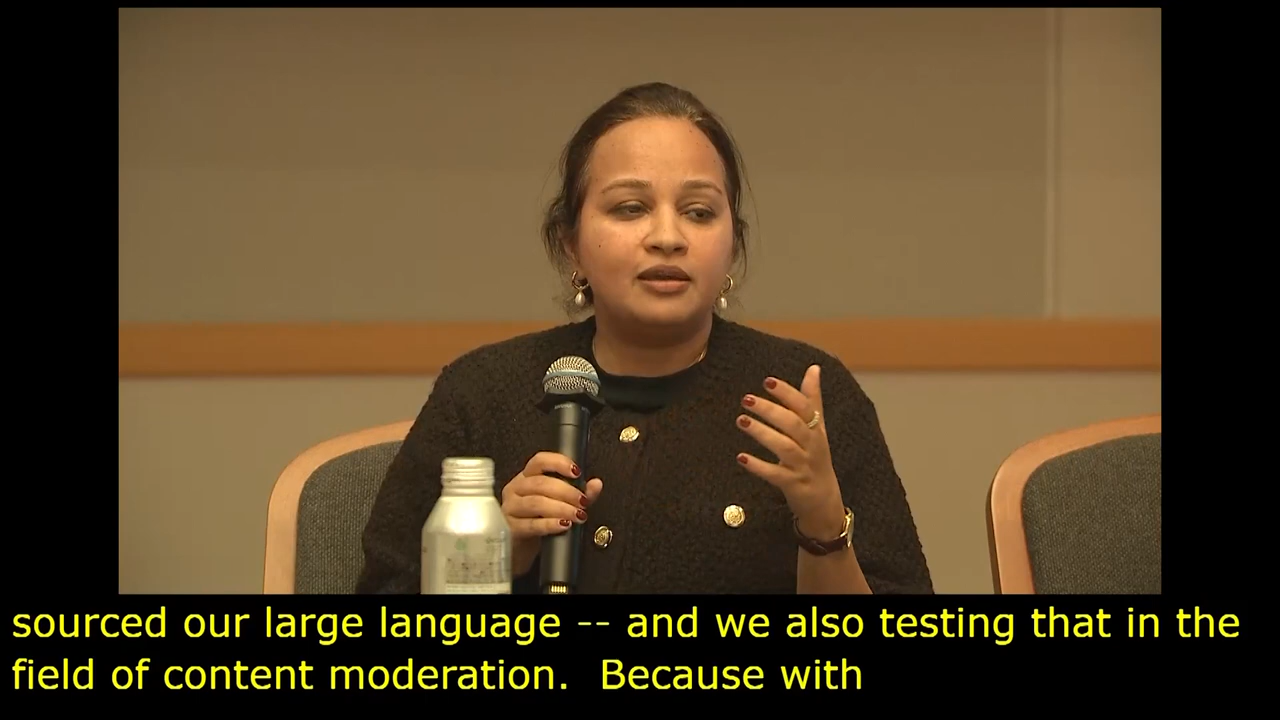 sourced our large language -- and we also testing that in the
field of content moderation.  Because with